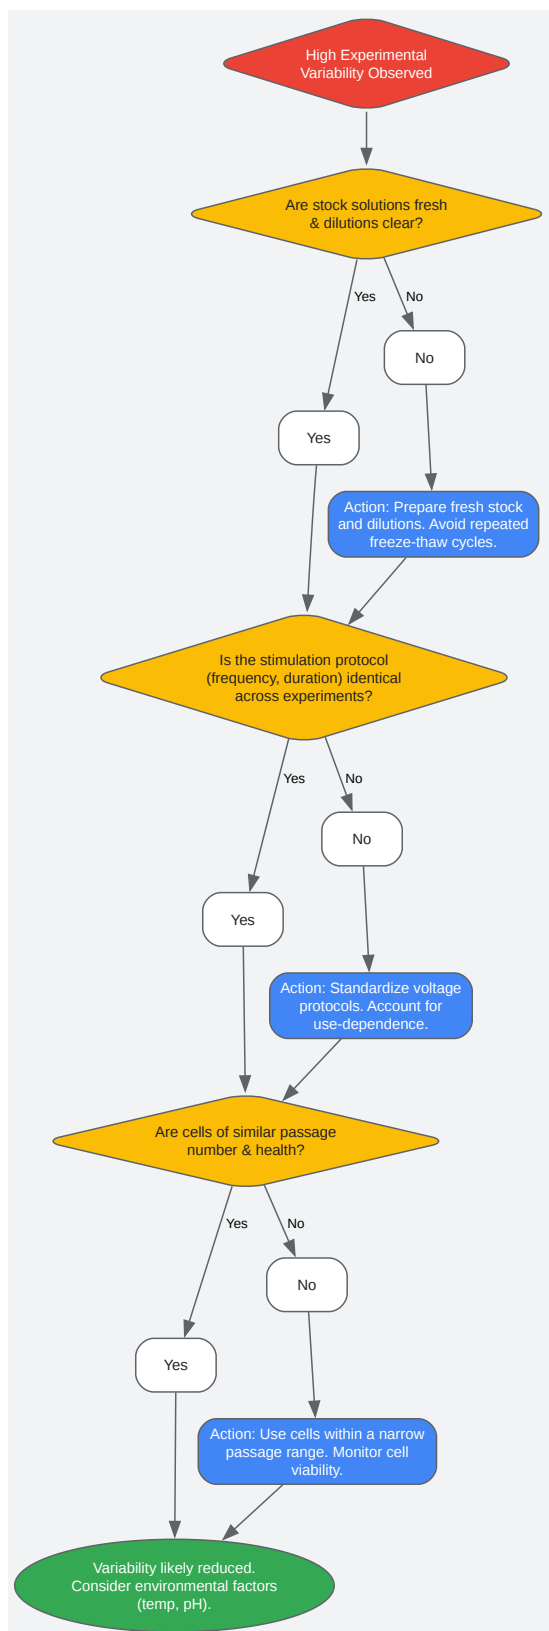 High Experimental
Variability Observed
Are stock solutions fresh
& dilutions clear?
Yes
No
No
Yes
Action: Prepare fresh stock
and dilutions. Avoid repeated
freeze-thaw cycles.
Is the stimulation protocol
(frequency, duration) identical
across experiments?
Yes
No
No
Yes
Action: Standardize voltage
protocols. Account for
use-dependence.
Are cells of similar passage
number & health?
Yes
No
No
Yes
Action: Use cells within a narrow
passage range. Monitor cell
viability.
Variability likely reduced.
Consider environmental factors
(temp, pH).